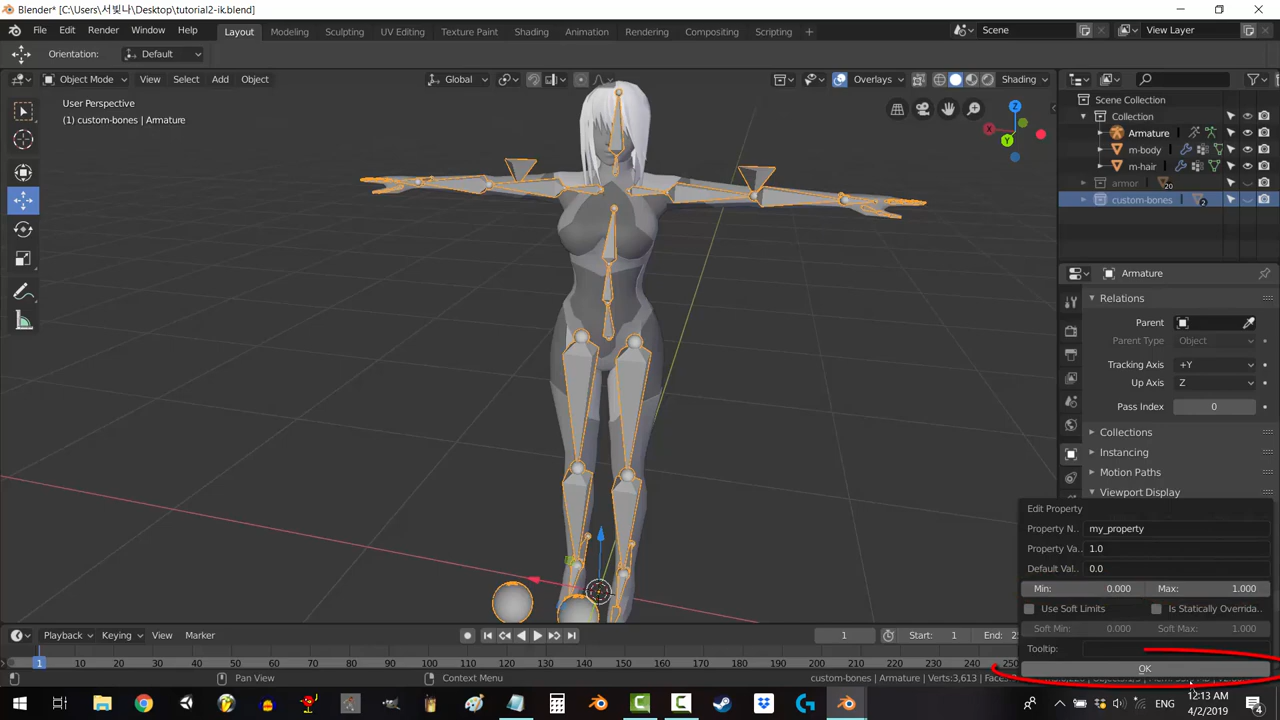 Blender* [C:\Users\서빛나\Desktop\tutorial2-ik.blend]
File Edit Render Window Help Layout Modeling Sculpting UV Editing Texture Paint Shading Animation Rendering Compositing Scripting + Scene View Layer
Orientation: Default
Object Mode View Select Add Object Global Overlays Shading
User Perspective
(1) custom-bones | Armature
Scene Collection
Collection
Armature
m-body
m-hair
armor 20
custom-bones 2
Armature
Relations
Parent
Parent Type Object
Tracking Axis +Y
Up Axis Z
Pass Index 0
Collections
Instancing
Motion Paths
Viewport Display
Edit Property
Property N.. my_property
Property Va.. 1.0
Default Val.. 0.0
Min: 0.000 Max: 1.000
Use Soft Limits Is Statically Overrida..
Soft Min: 0.000 Soft Max: 1.000
Tooltip:
OK
Playback Keying View Marker 1 Start: 1 End:
1 10 20 30 40 50 60 70 80 90 100 110 120 130 140 150 160 170 180 190 200 210 220 230 240 250
Pan View Context Menu custom-bones | Armature | Verts:3,613
ENG 12:13 AM
4/2/2019